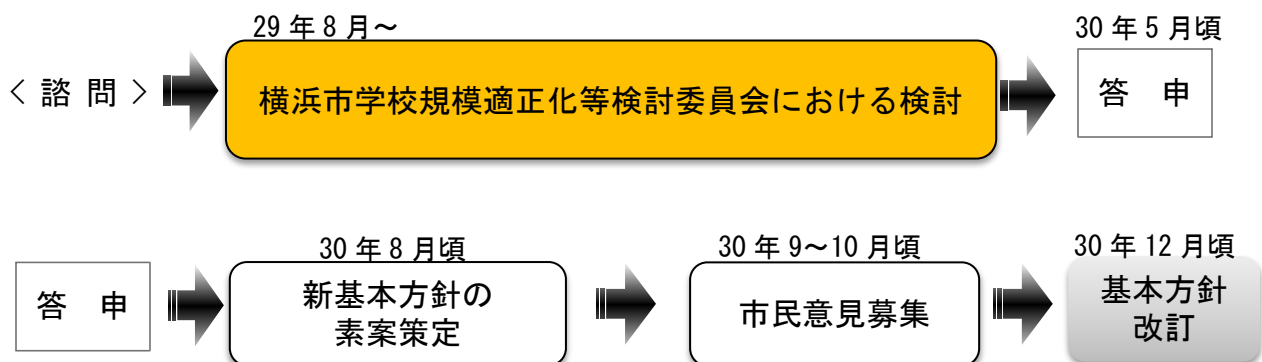 29 年 8 月～
30 年 5 月頃
＜ 諮 問 ＞
横浜市学校規模適正化等検討委員会における検討
答　申
30 年 8 月頃
30 年 9～10 月頃
30 年 12 月頃
答　申
新基本方針の
素案策定
市民意見募集
基本方針
改訂